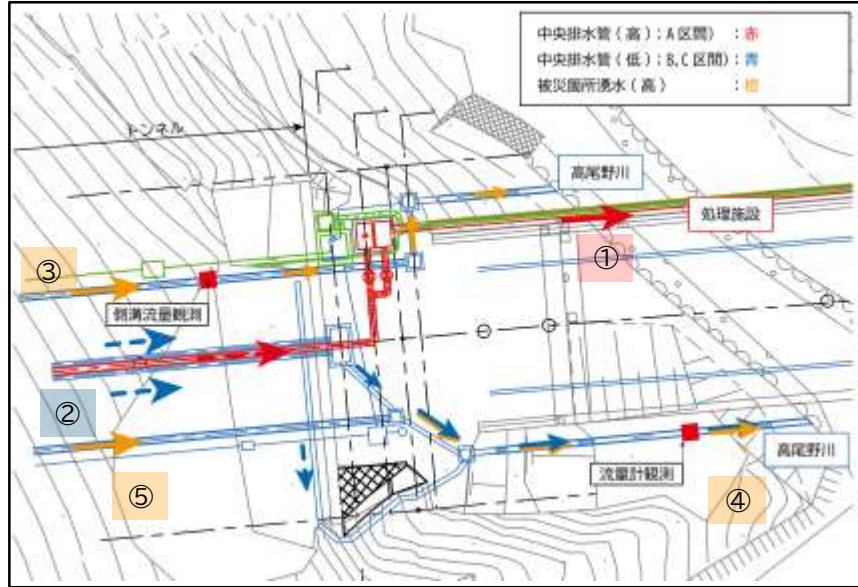 中央排水管(高):A区間) :赤
中央排水管(低):B,C区間):青
被災箇所湧水(高) :橙
トンネル
高尾野川
処理施設
①
③
側溝流量観測
②
⑤
流量計観測
④
高尾野川